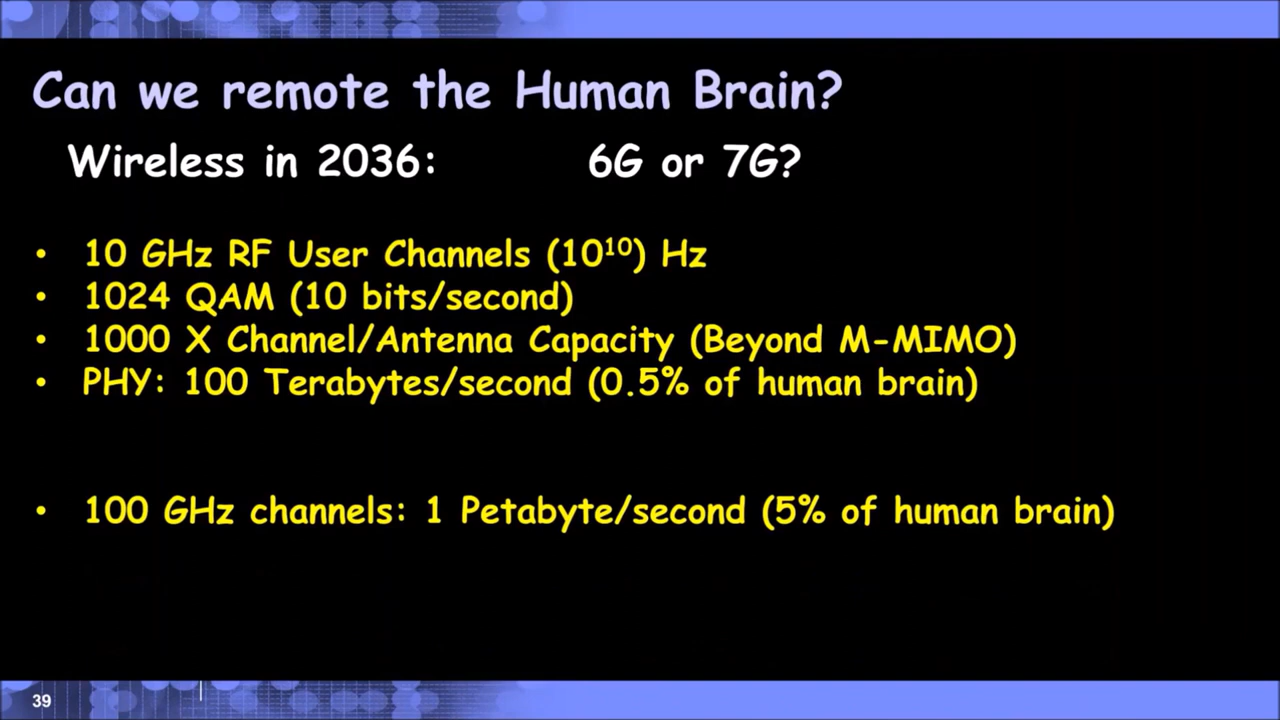 Can we remote the Human Brain?
Wireless in 2036: 6G or 7G?
• 10 GHz RF User Channels (10¹⁰) Hz
• 1024 QAM (10 bits/second)
• 1000 X Channel/Antenna Capacity (Beyond M-MIMO)
• PHY: 100 Terabytes/second (0.5% of human brain)
• 100 GHz channels: 1 Petabyte/second (5% of human brain)
39